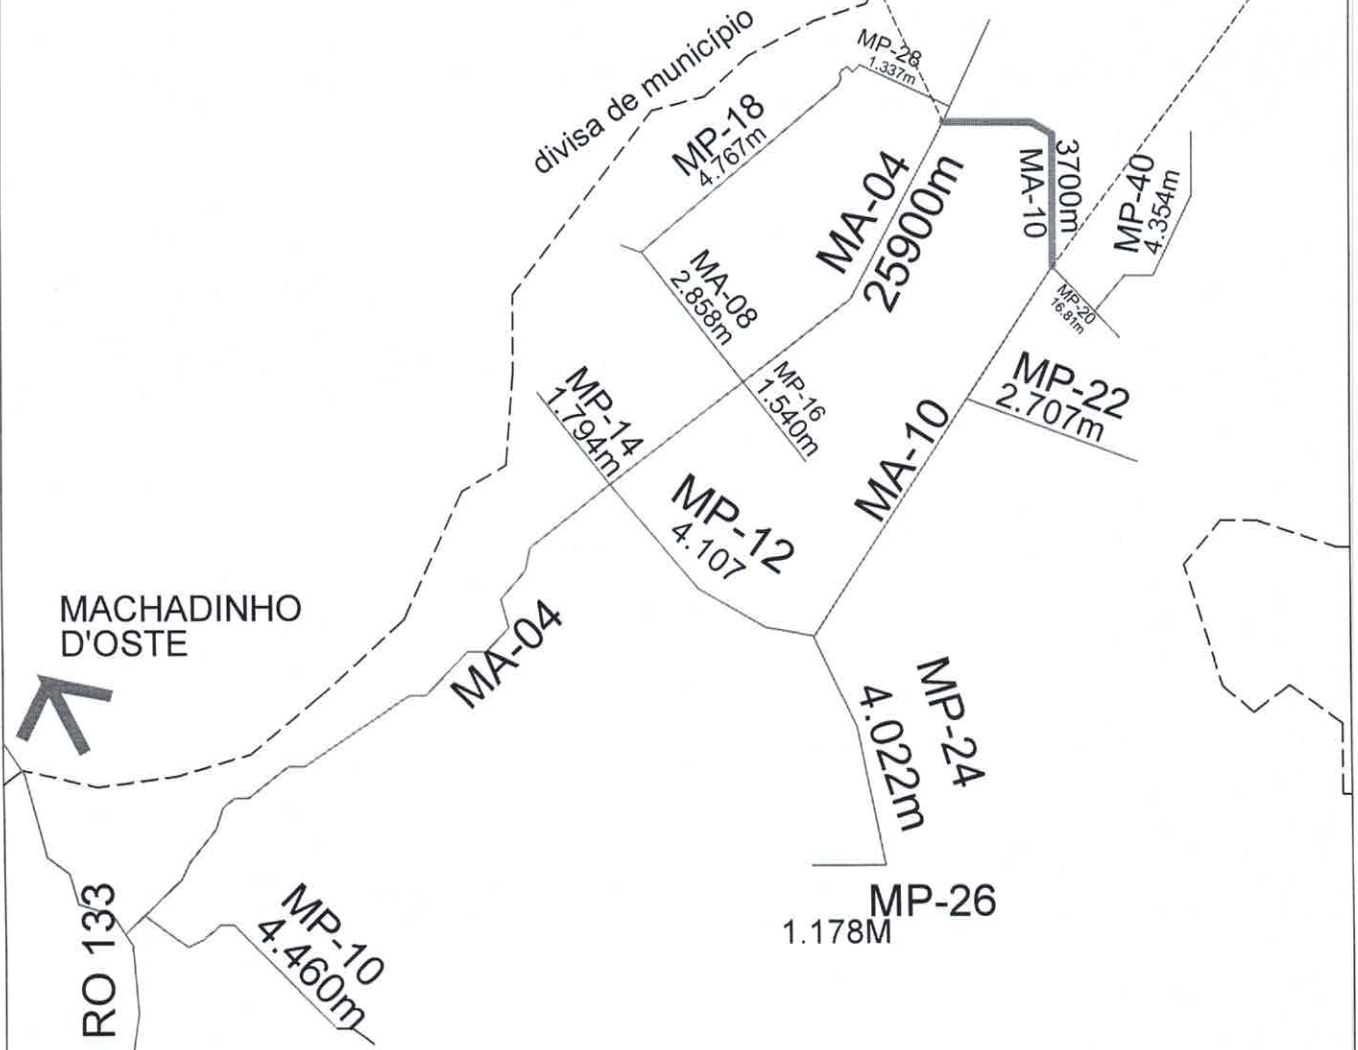 divisa de município
MP-28
1.337m
MP-18
4.767m
MA-04
25900m
3700m
MA-10
MP-40
4.354m
MA-08
2.858m
MP-20
16.81m
MP-22
2.707m
MP-16
1.540m
MP-14
1.794m
MA-10
MP-12
4.107
MACHADINHO
D'OSTE
MA-04
MP-24
4.022m
MP-26
1.178M
RO 133
MP-10
4.460m